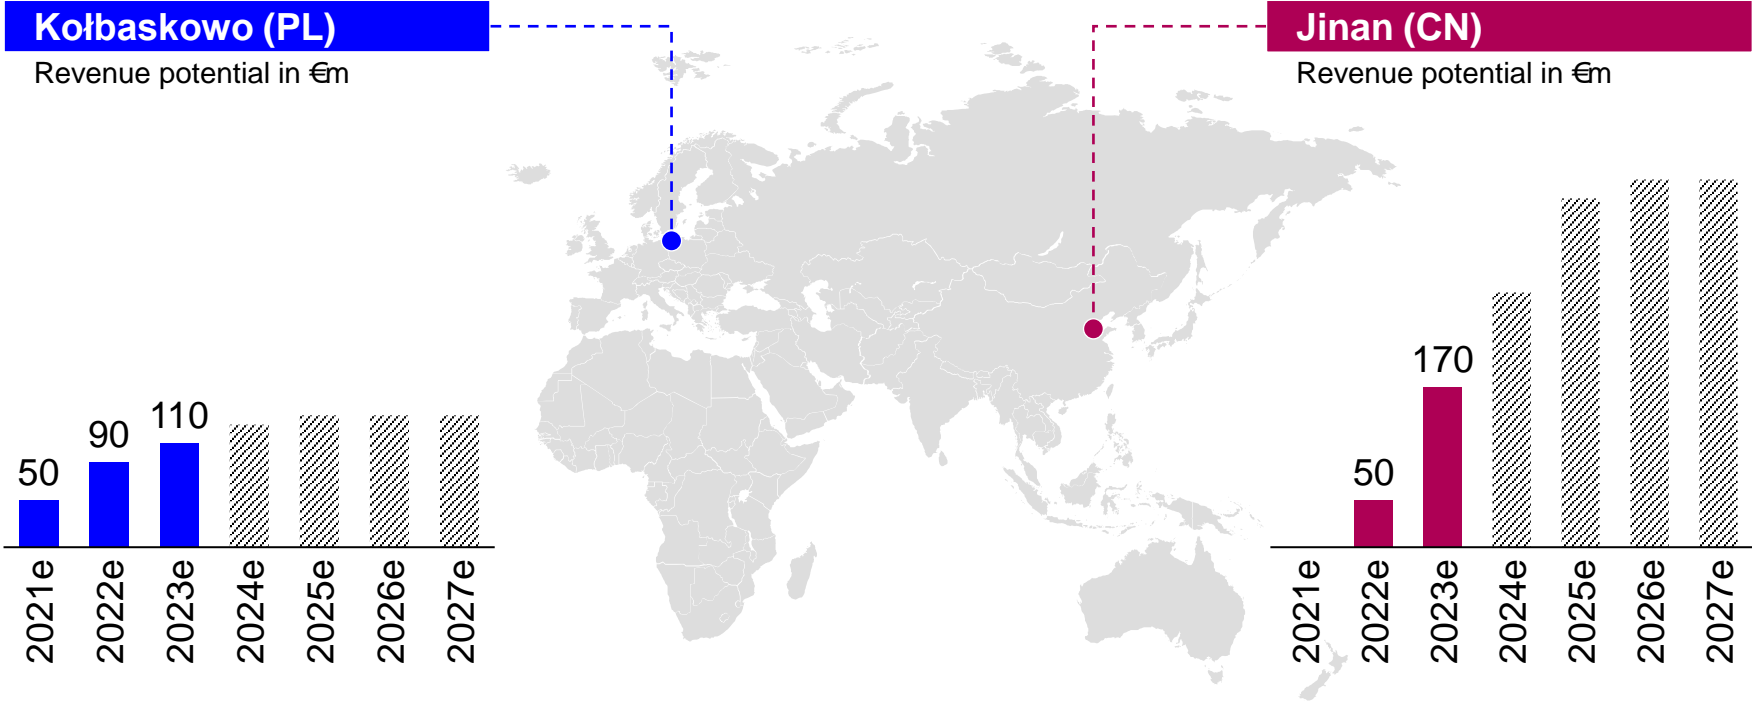 Kołbaskowo (PL)
Revenue potential in €m
50
90
110
2021e
2022e
2023e
2024e
2025e
2026e
2027e
Jinan (CN)
Revenue potential in €m
50
170
2021e
2022e
2023e
2024e
2025e
2026e
2027e